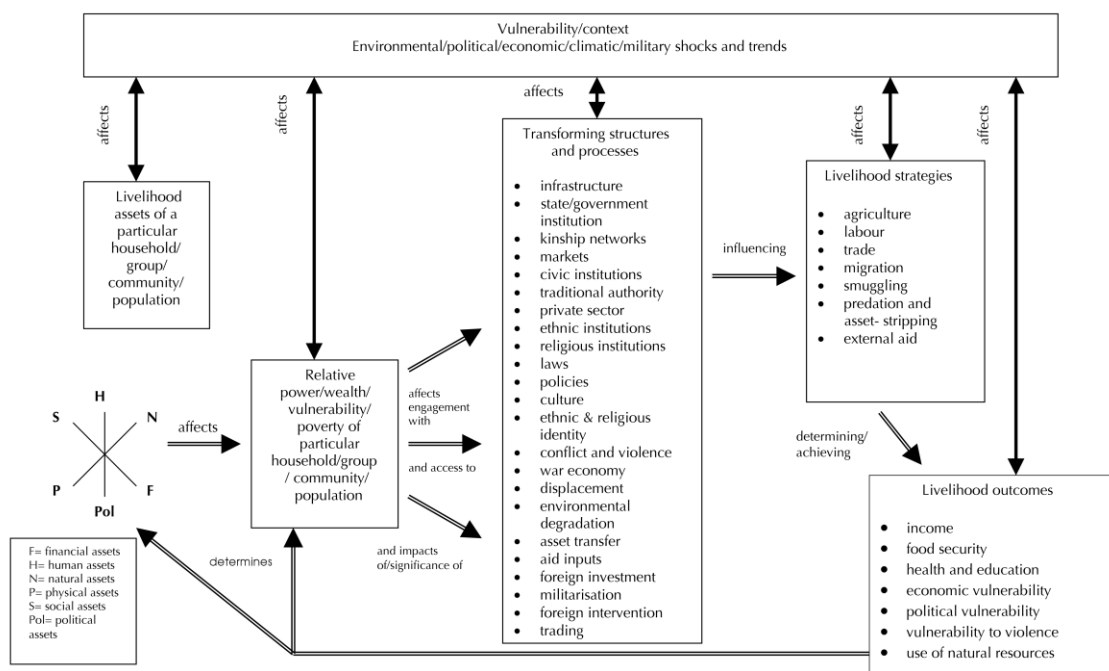 Vulnerability/context
Environmental/political/economic/climatic/military shocks and trends
affects
affects
affects
affects
affects
Livelihood
assets of a
particular
household/
group/
community/
population
H
S
N
P
F
Pol
F= financial assets
H= human assets
N= natural assets
P= physical assets
S= social assets
Pol= political
assets
affects
Relative
power/wealth/
vulnerability/
poverty of
particular
household/group
/ community/
population
affects
engagement
with
and access to
and impacts
of/significance of
determines
Transforming structures
and processes
• infrastructure
• state/government
institution
• kinship networks
• markets
• civic institutions
• traditional authority
• private sector
• ethnic institutions
• religious institutions
• laws
• policies
• culture
• ethnic & religious
identity
• conflict and violence
• war economy
• displacement
• environmental
degradation
• asset transfer
• aid inputs
• foreign investment
• militarisation
• foreign intervention
• trading
influencing
Livelihood strategies
• agriculture
• labour
• trade
• migration
• smuggling
• predation and
asset- stripping
• external aid
determining/
achieving
Livelihood outcomes
• income
• food security
• health and education
• economic vulnerability
• political vulnerability
• vulnerability to violence
• use of natural resources